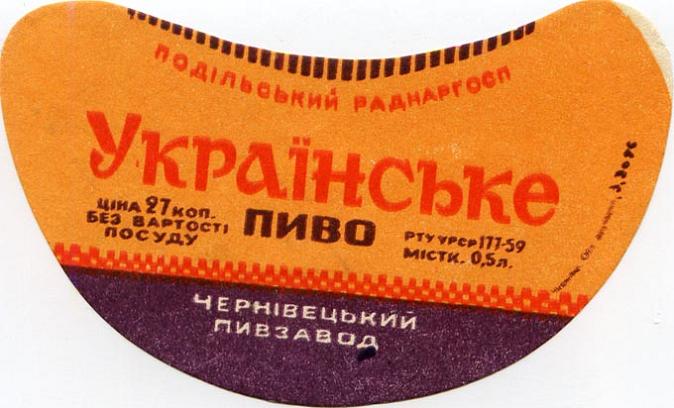 ПОДІЛЬСЬКИЙ РАДНАРГОСП
УКРАЇНСЬКЕ
ПИВО
ЦІНА 27 КОП.
БЕЗ ВАРТОСТІ
ПОСУДУ
РТУ УРСР 177-59
МІСТК. 0,5 л.
ЧЕРНІВЕЦЬКИЙ
ПИВЗАВОД